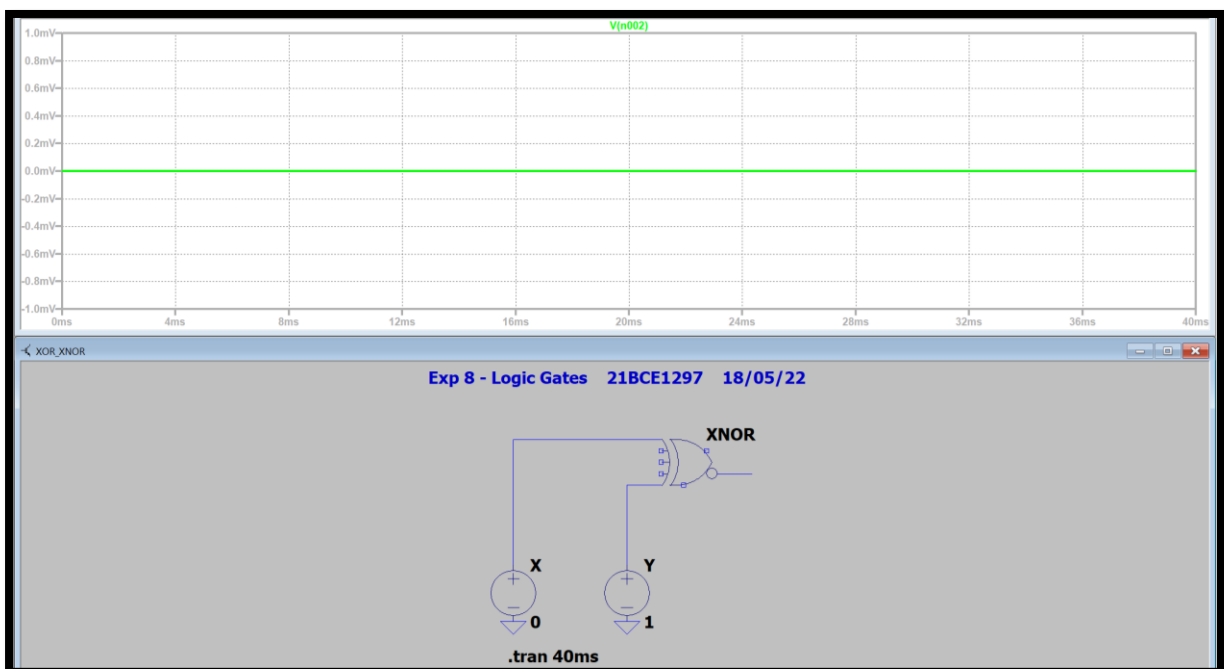 V(n002)
1.0mV
0.8mV
0.6mV
0.4mV
0.2mV
0.0mV
-0.2mV
-0.4mV
-0.6mV
-0.8mV
-1.0mV
0ms 4ms 8ms 12ms 16ms 20ms 24ms 28ms 32ms 36ms 40ms
XOR_XNOR
Exp 8 - Logic Gates 21BCE1297 18/05/22
XNOR
X Y
0 1
.tran 40ms